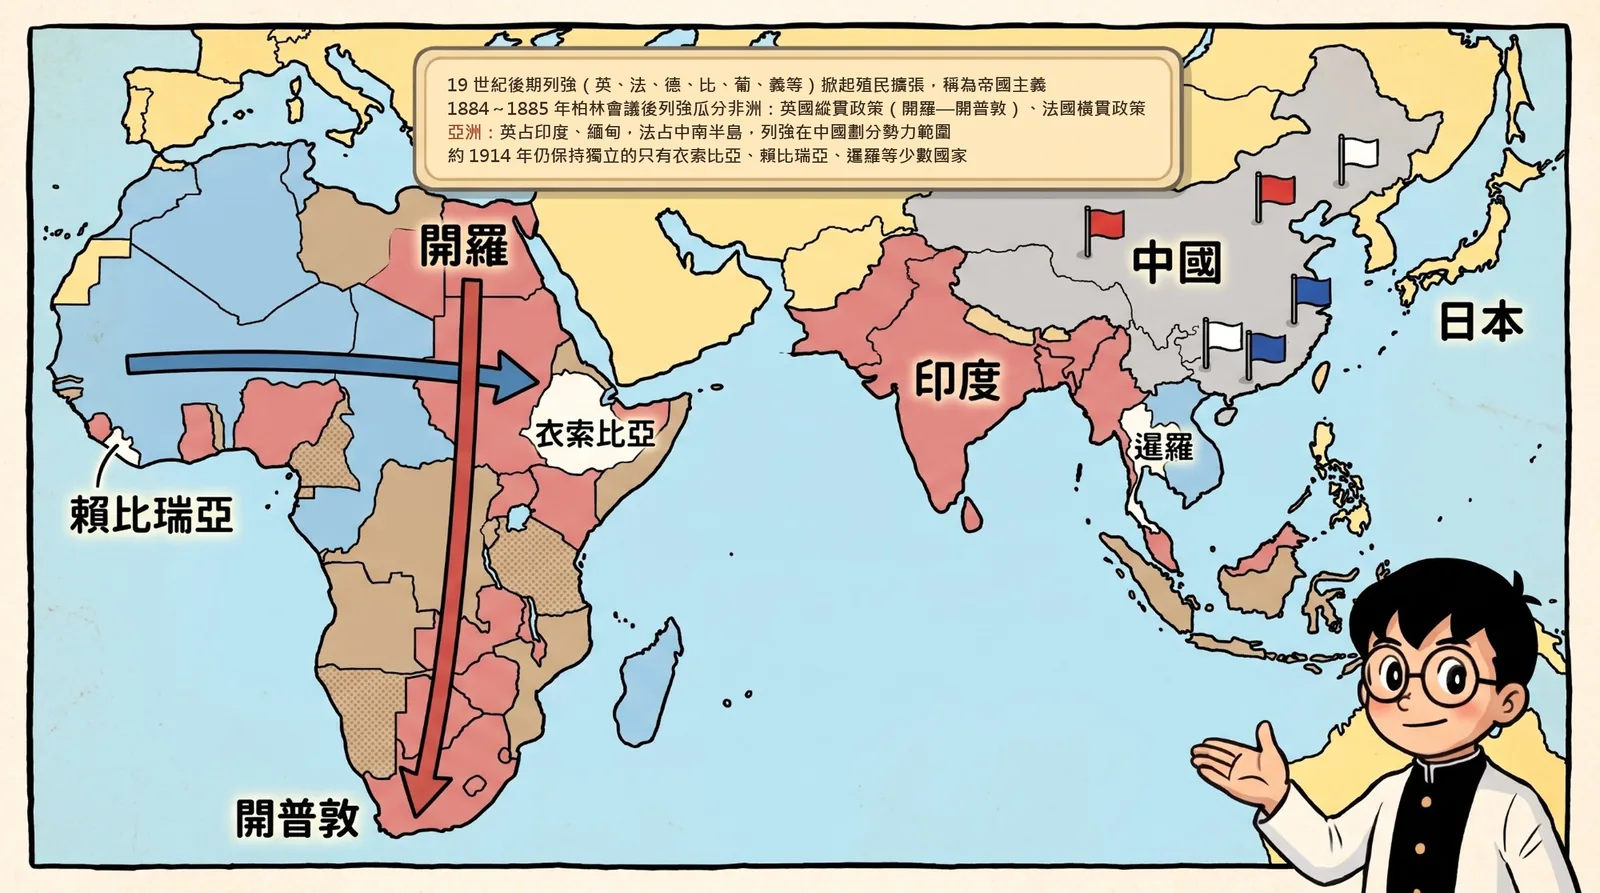 19 世紀後期列強（英、法、德、比、葡、義等）掀起殖民擴張，稱為帝國主義
1884～1885 年柏林會議後列強瓜分非洲：英國縱貫政策（開羅—開普敦）、法國橫貫政策
亞洲：英占印度、緬甸，法占中南半島，列強在中國劃分勢力範圍
約 1914 年仍保持獨立的只有衣索比亞、賴比瑞亞、暹羅等少數國家
開羅
中國
日本
印度
衣索比亞
暹羅
賴比瑞亞
開普敦